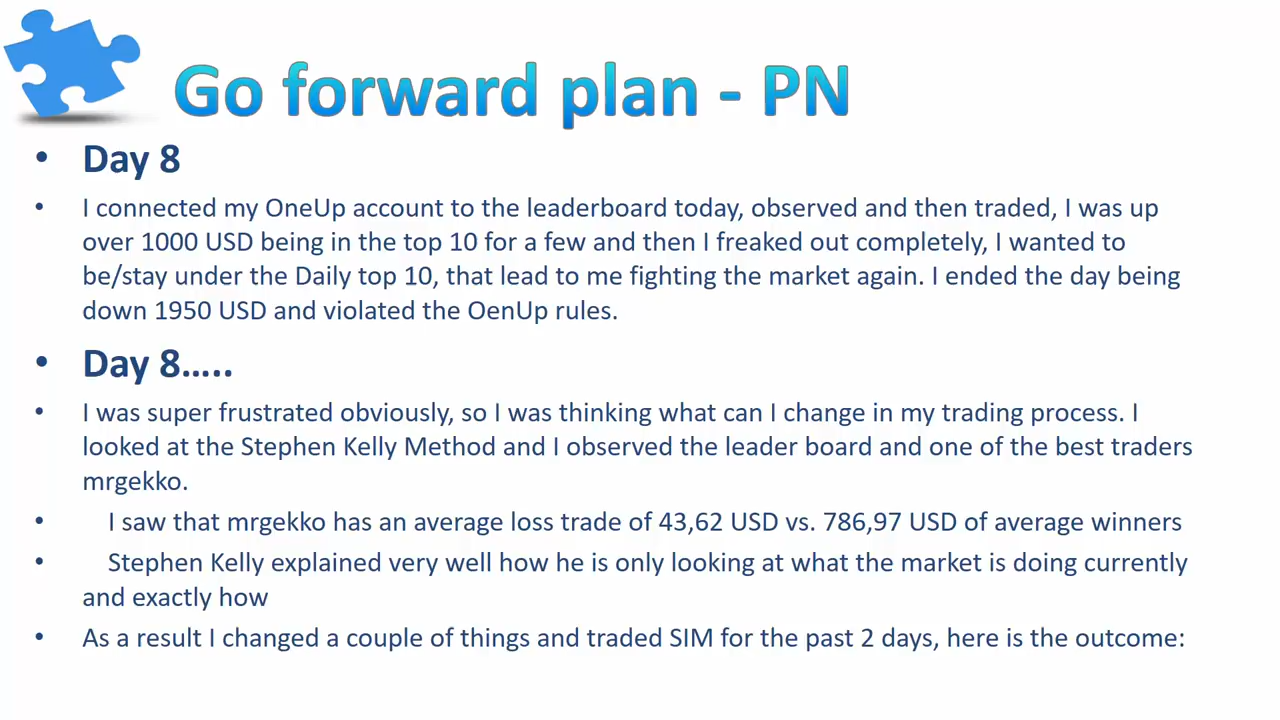 Go forward plan - PN
• Day 8
• I connected my OneUp account to the leaderboard today, observed and then traded, I was up
over 1000 USD being in the top 10 for a few and then I freaked out completely, I wanted to
be/stay under the Daily top 10, that lead to me fighting the market again. I ended the day being
down 1950 USD and violated the OenUp rules.
• Day 8…..
• I was super frustrated obviously, so I was thinking what can I change in my trading process. I
looked at the Stephen Kelly Method and I observed the leader board and one of the best traders
mrgekko.
• I saw that mrgekko has an average loss trade of 43,62 USD vs. 786,97 USD of average winners
• Stephen Kelly explained very well how he is only looking at what the market is doing currently
and exactly how
• As a result I changed a couple of things and traded SIM for the past 2 days, here is the outcome: